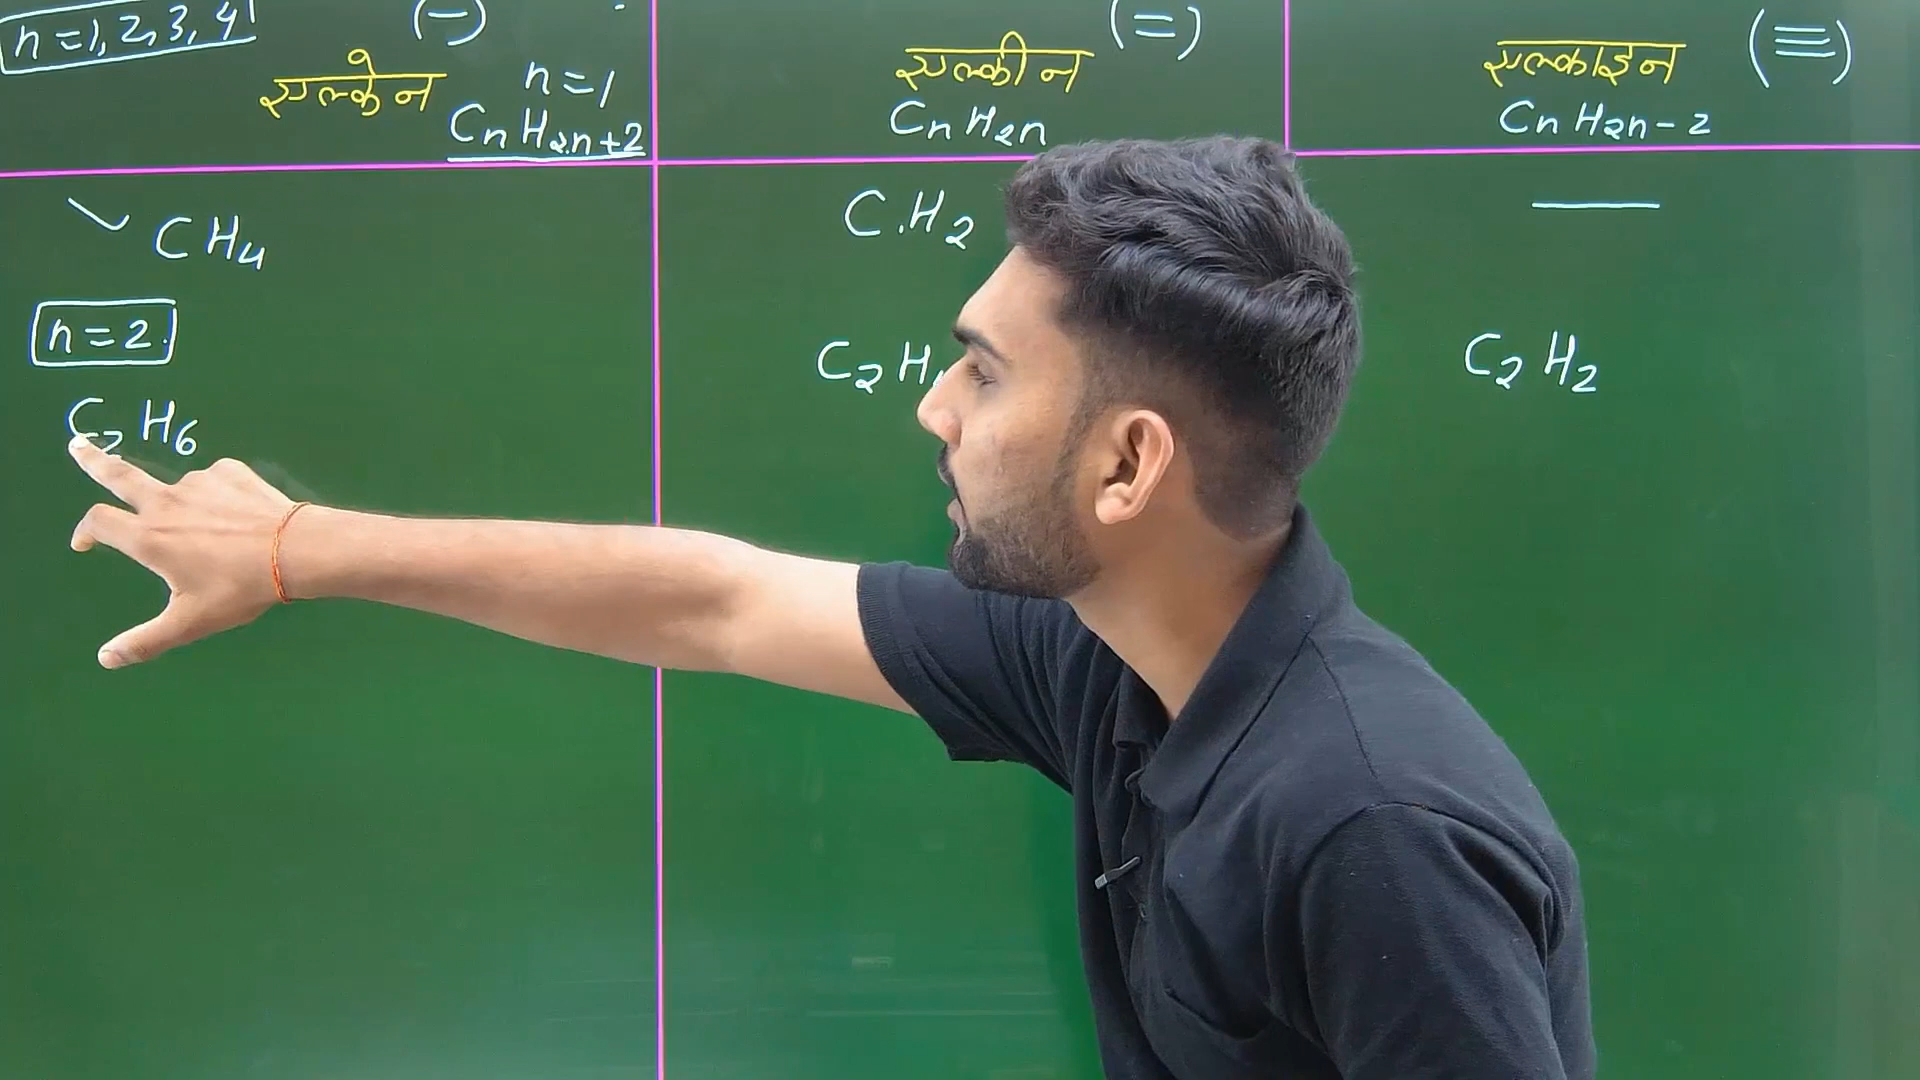 n=1,2,3,4
(-)
एल्केन
n=1
CnH2n+2
(=)
एल्कीन
CnH2n
(≡)
एल्काइन
CnH2n-2
CH4
C.H2
n=2.
C2H6
C2H
C2H2